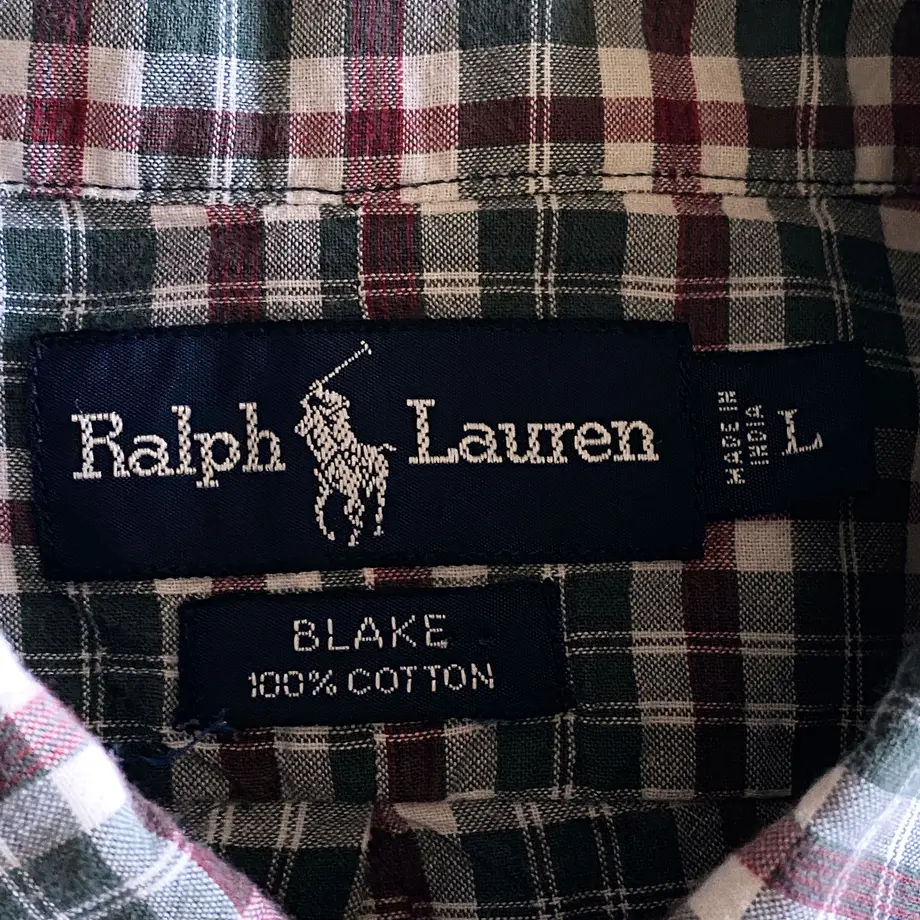 Ralph Lauren
MADE IN
INDIA
L
BLAKE
100% COTTON